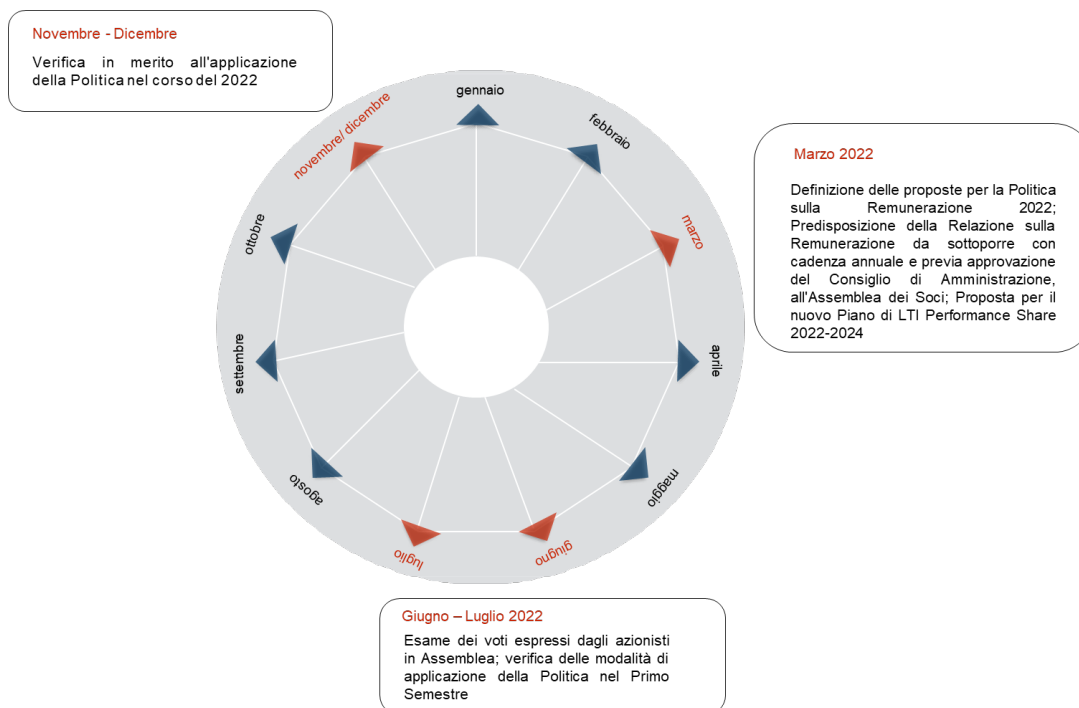 Novembre - Dicembre
Verifica in merito all'applicazione
della Politica nel corso del 2022
gennaio
febbraio
marzo
aprile
maggio
giugno
luglio
agosto
settembre
ottobre
novembre/ dicembre
Marzo 2022
Definizione delle proposte per la Politica
sulla Remunerazione 2022;
Predisposizione della Relazione sulla
Remunerazione da sottoporre con
cadenza annuale e previa approvazione
del Consiglio di Amministrazione,
all'Assemblea dei Soci; Proposta per il
nuovo Piano di LTI Performance Share
2022-2024
Giugno – Luglio 2022
Esame dei voti espressi dagli azionisti
in Assemblea; verifica delle modalità di
applicazione della Politica nel Primo
Semestre